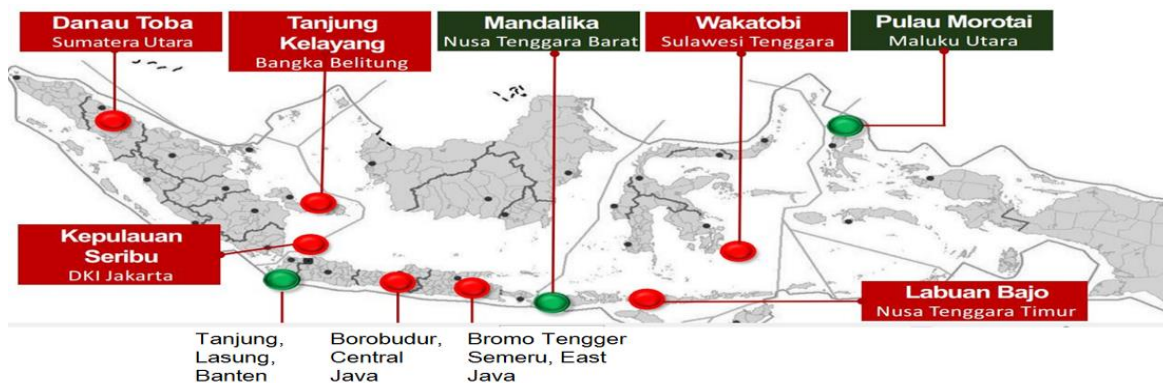 Danau Toba
Sumatera Utara
Tanjung
Kelayang
Bangka Belitung
Mandalika
Nusa Tenggara Barat
Wakatobi
Sulawesi Tenggara
Pulau Morotai
Maluku Utara
Kepulauan
Seribu
DKI Jakarta
Labuan Bajo
Nusa Tenggara Timur
Tanjung,
Lasung,
Banten
Borobudur,
Central
Java
Bromo Tengger
Semeru, East
Java